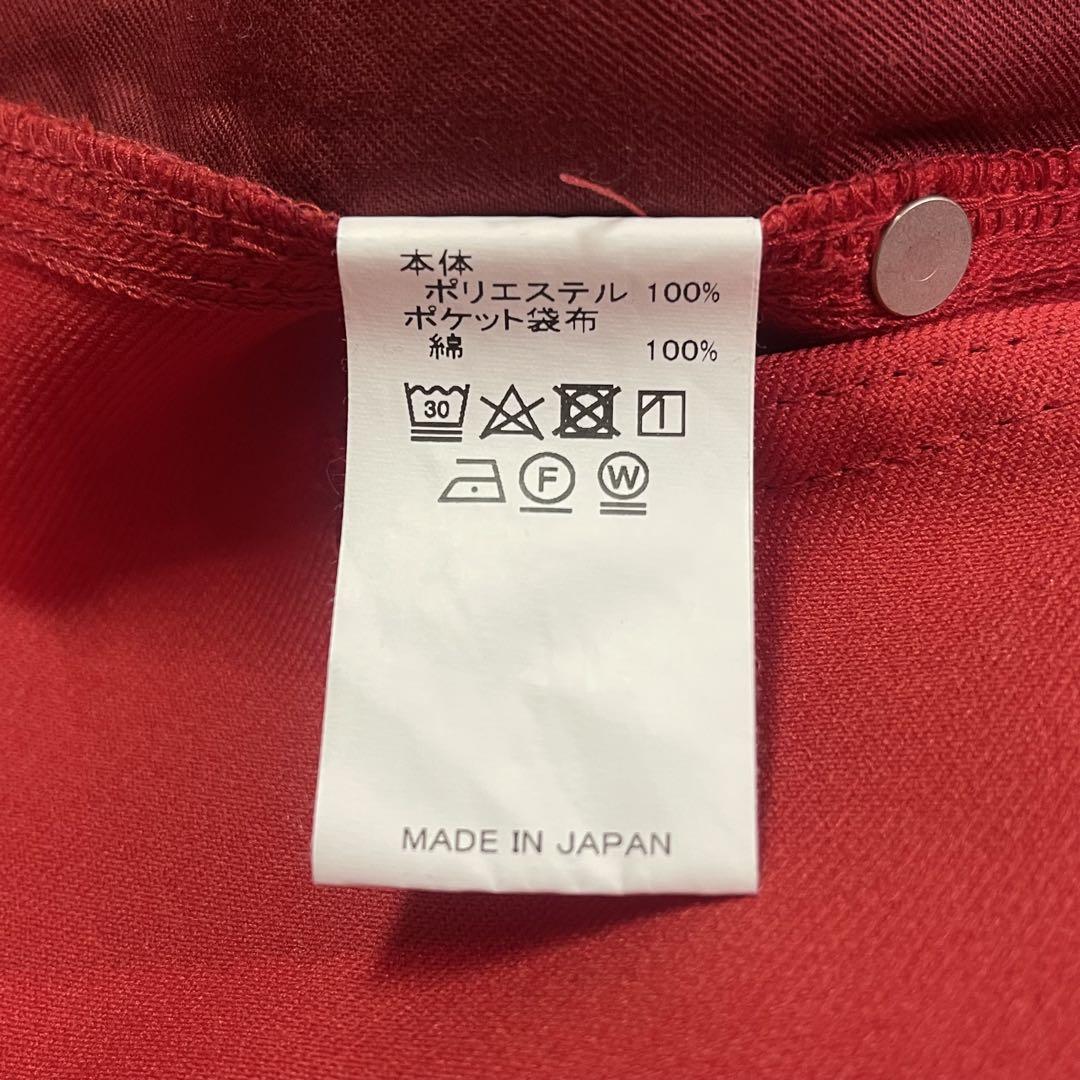 本体
ポリエステル 100%
ポケット袋布
綿 100%
30
F W
MADE IN JAPAN